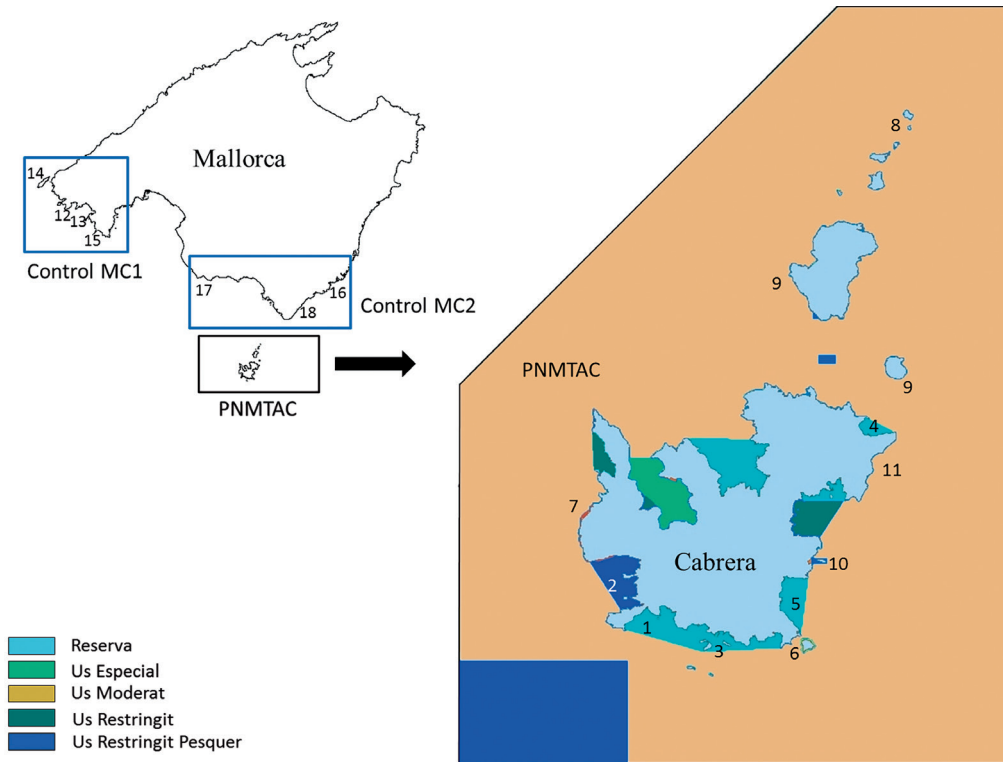 Mallorca
14
12
13
15
Control MC1
17
16
18
Control MC2
PNMTAC
PNMTAC
8
9
9
4
11
7
10
Cabrera
2
5
1
3
6
Reserva
Us Especial
Us Moderat
Us Restringit
Us Restringit Pesquer